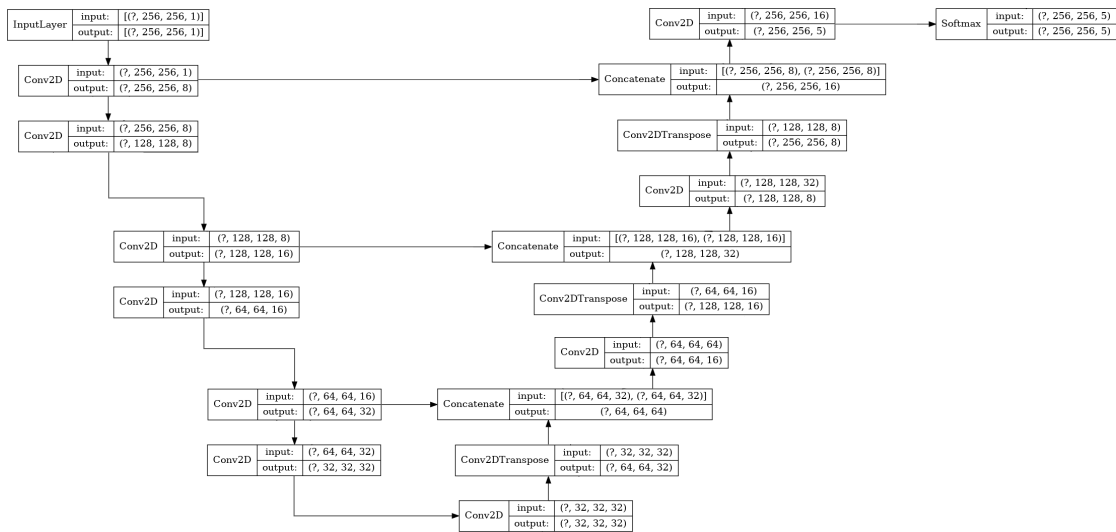 InputLayer
input: [(?, 256, 256, 1)]
output: [(?, 256, 256, 1)]
Conv2D
input: (?, 256, 256, 1)
output: (?, 256, 256, 8)
Conv2D
input: (?, 256, 256, 8)
output: (?, 128, 128, 8)
Conv2D
input: (?, 128, 128, 8)
output: (?, 128, 128, 16)
Conv2D
input: (?, 128, 128, 16)
output: (?, 64, 64, 16)
Conv2D
input: (?, 64, 64, 16)
output: (?, 64, 64, 32)
Conv2D
input: (?, 64, 64, 32)
output: (?, 32, 32, 32)
Conv2D
input: (?, 32, 32, 32)
output: (?, 32, 32, 32)
Conv2DTranspose
input: (?, 32, 32, 32)
output: (?, 64, 64, 32)
Concatenate
input: [(?, 64, 64, 32), (?, 64, 64, 32)]
output: (?, 64, 64, 64)
Conv2D
input: (?, 64, 64, 64)
output: (?, 64, 64, 16)
Conv2DTranspose
input: (?, 64, 64, 16)
output: (?, 128, 128, 16)
Concatenate
input: [(?, 128, 128, 16), (?, 128, 128, 16)]
output: (?, 128, 128, 32)
Conv2D
input: (?, 128, 128, 32)
output: (?, 128, 128, 8)
Conv2DTranspose
input: (?, 128, 128, 8)
output: (?, 256, 256, 8)
Concatenate
input: [(?, 256, 256, 8), (?, 256, 256, 8)]
output: (?, 256, 256, 16)
Conv2D
input: (?, 256, 256, 16)
output: (?, 256, 256, 5)
Softmax
input: (?, 256, 256, 5)
output: (?, 256, 256, 5)